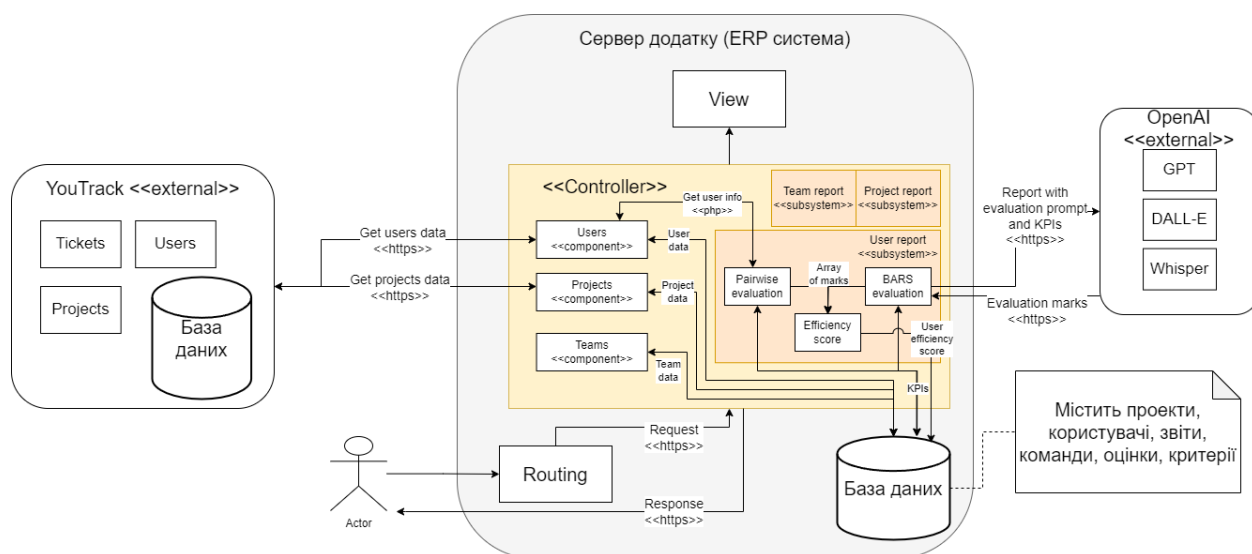 Сервер додатку (ERP система)
View
YouTrack <<external>>
Tickets
Users
Projects
База
даних
Get users data
<<https>>
Get projects data
<<https>>
<<Controller>>
Users
<<component>>
Projects
<<component>>
Teams
<<component>>
Get user info
<<php>>
User
data
Project
data
Team
data
Team report
<<subsystem>>
Project report
<<subsystem>>
User report
<<subsystem>>
Pairwise
evaluation
Array
of marks
BARS
evaluation
Efficiency
score
User
efficiency
score
KPIs
Report with
evaluation prompt
and KPIs
<<https>>
Evaluation marks
<<https>>
OpenAI
<<external>>
GPT
DALL-E
Whisper
Містить проекти,
користувачі, звіти,
команди, оцінки, критерії
База даних
Request
<<https>>
Routing
Response
<<https>>
Actor